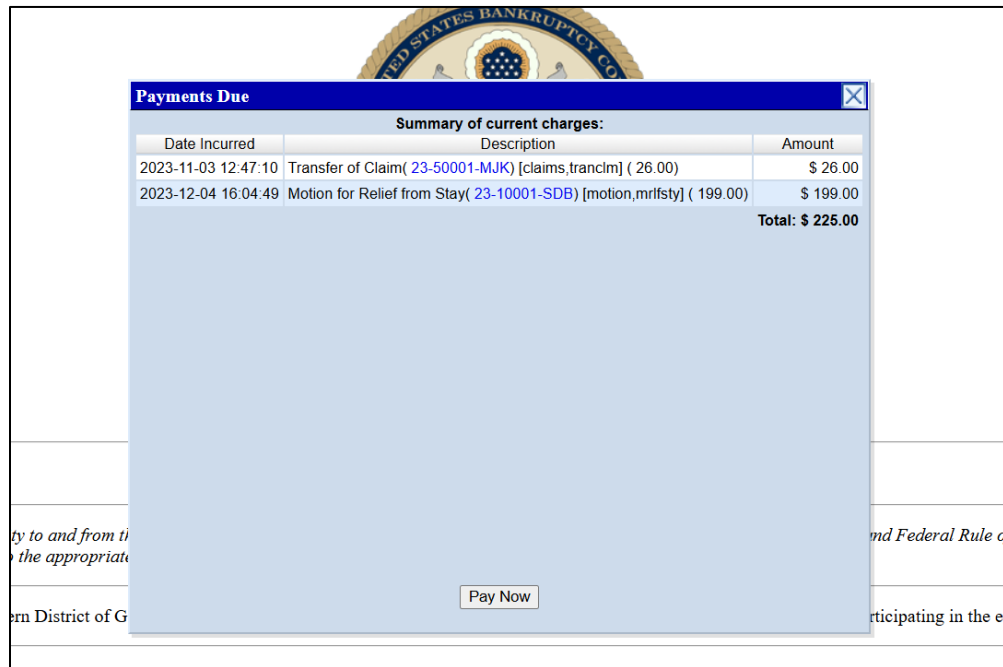 STATES BANKRUPTCY CO
Payments Due
Summary of current charges:
Date Incurred Description Amount
2023-11-03 12:47:10 Transfer of Claim( 23-50001-MJK) [claims,tranclm] ( 26.00) $ 26.00
2023-12-04 16:04:49 Motion for Relief from Stay( 23-10001-SDB) [motion,mrlfsty] ( 199.00) $ 199.00
Total: $ 225.00
ty to and from th nd Federal Rule o
the appropriate
Pay Now
ern District of G rticipating in the e